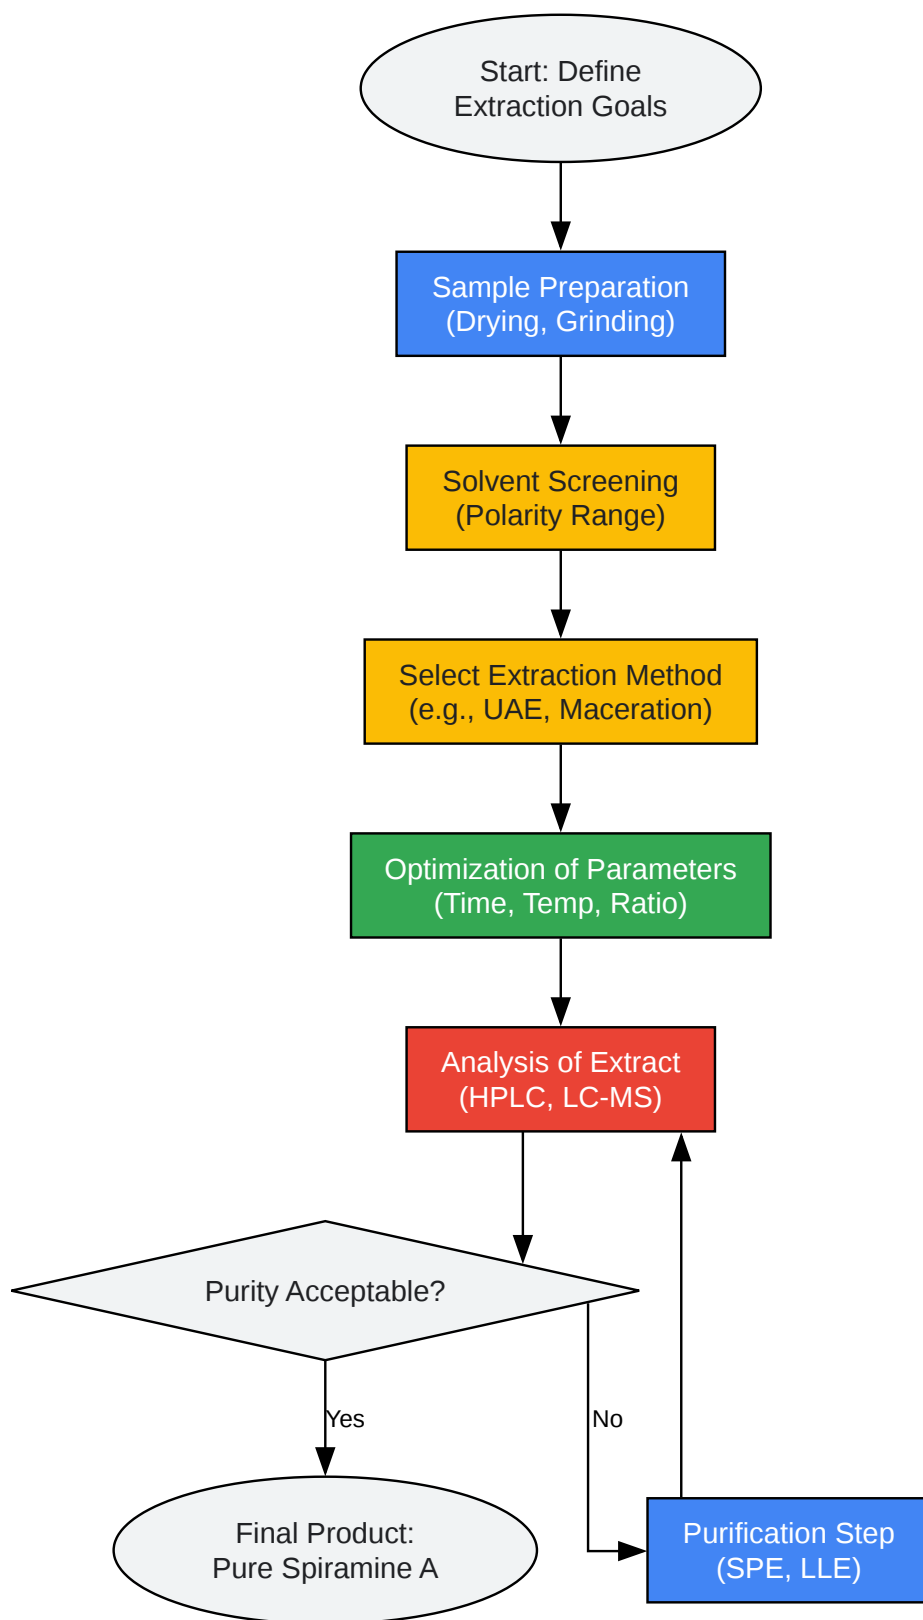 Start: Define
Extraction Goals
Sample Preparation
(Drying, Grinding)
Solvent Screening
(Polarity Range)
Select Extraction Method
(e.g., UAE, Maceration)
Optimization of Parameters
(Time, Temp, Ratio)
Analysis of Extract
(HPLC, LC-MS)
Purity Acceptable?
Yes
No
Final Product:
Pure Spiramine A
Purification Step
(SPE, LLE)